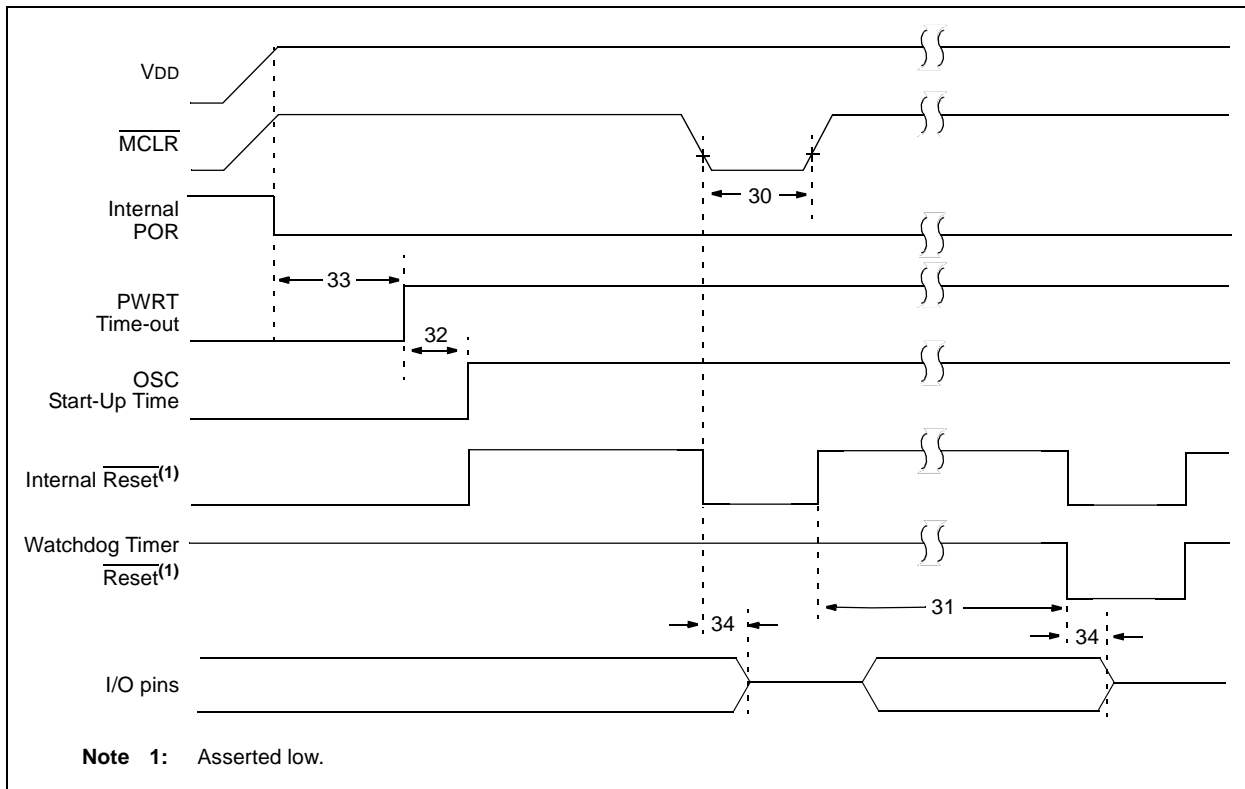 VDD
MCLR
Internal
POR
30
33
PWRT
Time-out
32
OSC
Start-Up Time
Internal Reset(1)
Watchdog Timer
Reset(1)
31
34
34
I/O pins
Note 1: Asserted low.